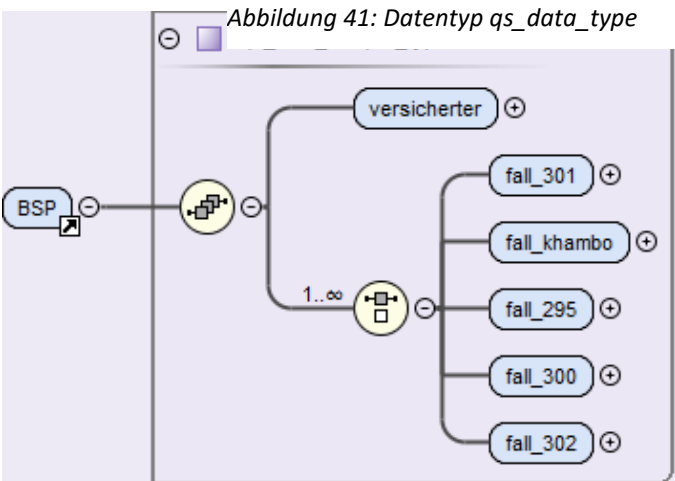 Abbildung 41: Datentyp qs_data_type
versicherter
fall_301
BSP
fall_khambo
1..∞
fall_295
fall_300
fall_302